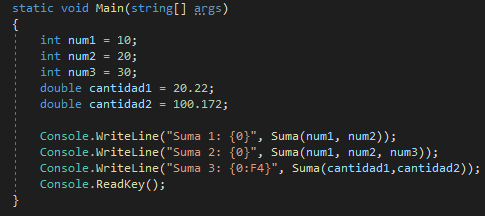 static void Main(string[] args)
{
int num1 = 10;
int num2 = 20;
int num3 = 30;
double cantidad1 = 20.22;
double cantidad2 = 100.172;
Console.WriteLine("Suma 1: {0}", Suma(num1, num2));
Console.WriteLine("Suma 2: {0}", Suma(num1, num2, num3));
Console.WriteLine("Suma 3: {0:F4}", Suma(cantidad1,cantidad2));
Console.ReadKey();
}